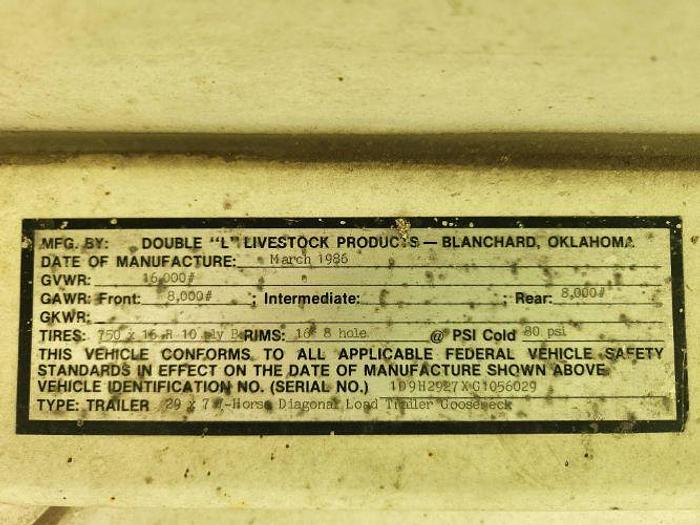 MFG. BY: DOUBLE "L" LIVESTOCK PRODUCTS — BLANCHARD, OKLAHOMA
DATE OF MANUFACTURE: March 1986
GVWR: 16,000#
GAWR: Front: 8,000# ; Intermediate: ; Rear: 8,000#
GKWR:
TIRES: 750 x 16 R 10 ply RIMS: 16 8 hole @ PSI Cold 80 psi
THIS VEHICLE CONFORMS TO ALL APPLICABLE FEDERAL VEHICLE SAFETY
STANDARDS IN EFFECT ON THE DATE OF MANUFACTURE SHOWN ABOVE
VEHICLE IDENTIFICATION NO. (SERIAL NO.) 1D9H2927XG1056029
TYPE: TRAILER 29 x 7 Diagonal Load Trailer Gooseneck